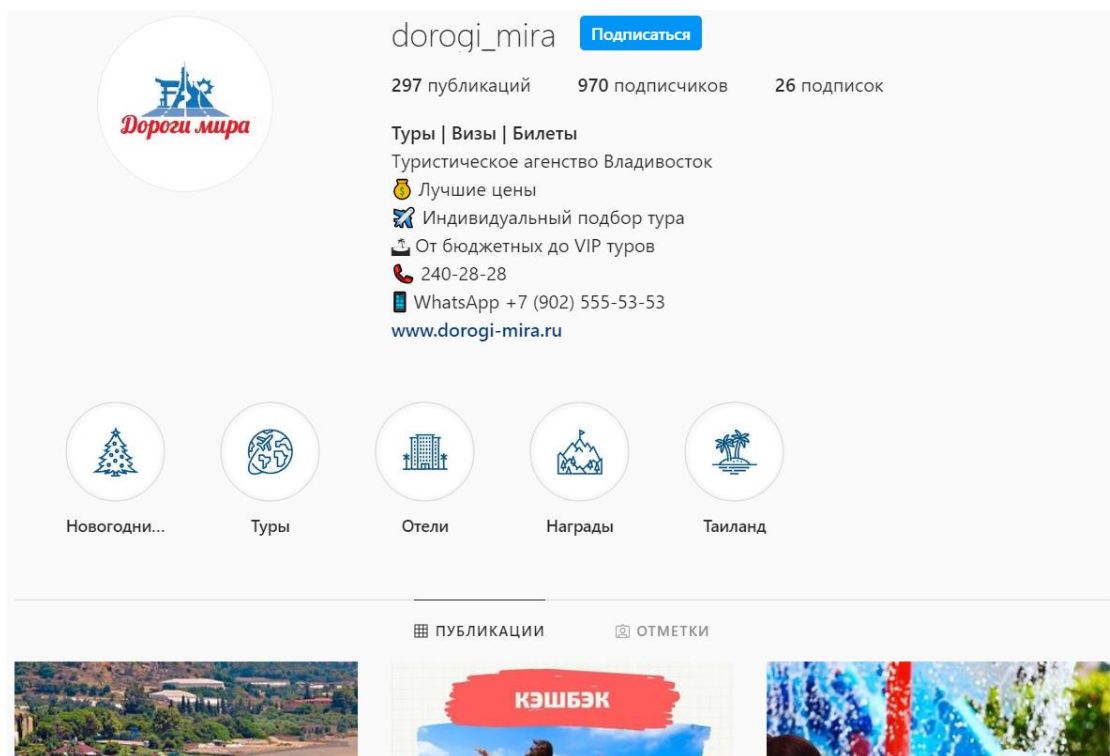 dorogi_mira Подписаться
297 публикаций 970 подписчиков 26 подписок
FAR
Дороги мира
Туры | Визы | Билеты
Туристическое агенство Владивосток
Лучшие цены
Индивидуальный подбор тура
От бюджетных до VIP туров
240-28-28
WhatsApp +7 (902) 555-53-53
www.dorogi-mira.ru
Новогодни... Туры Отели Награды Таиланд
ПУБЛИКАЦИИ ОТМЕТКИ
КЭШБЭК